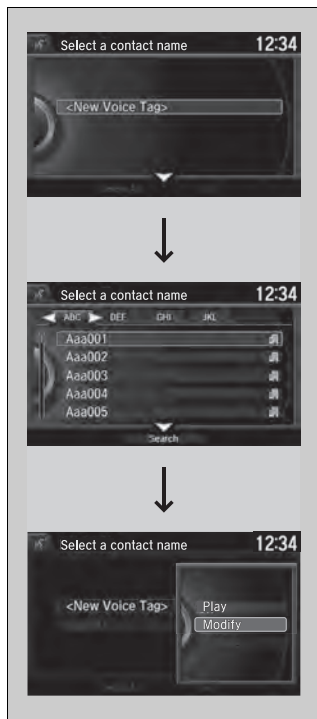 Select a contact name 12:34
<New Voice Tag>
Select a contact name 12:34
ABC DEF GHI JKL
Aaa001
Aaa002
Aaa003
Aaa004
Aaa005
Search
Select a contact name 12:34
<New Voice Tag>
Play
Modify